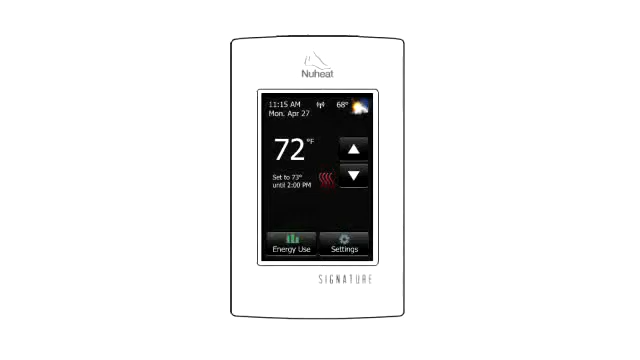 Nuheat
11:15 AM 68°
Mon, Apr 27
72°F
Set to 73°
until 2:00 PM
Energy Use Settings
SIGNATURE